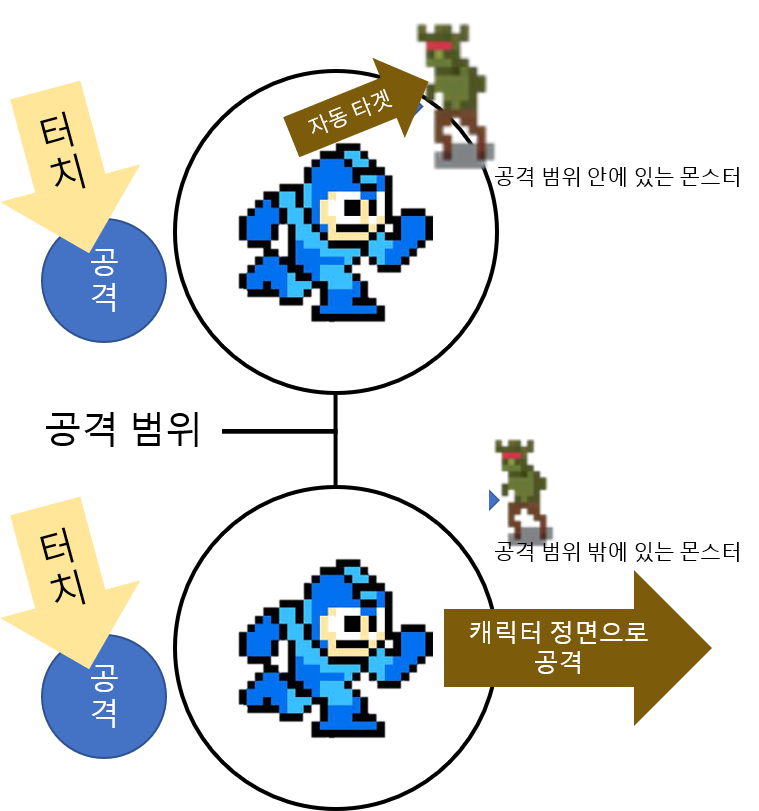 자동 타겟
터
치
공격 범위 안에 있는 몬스터
공
격
공격 범위
터
치
공격 범위 밖에 있는 몬스터
캐릭터 정면으로
공격
공
격